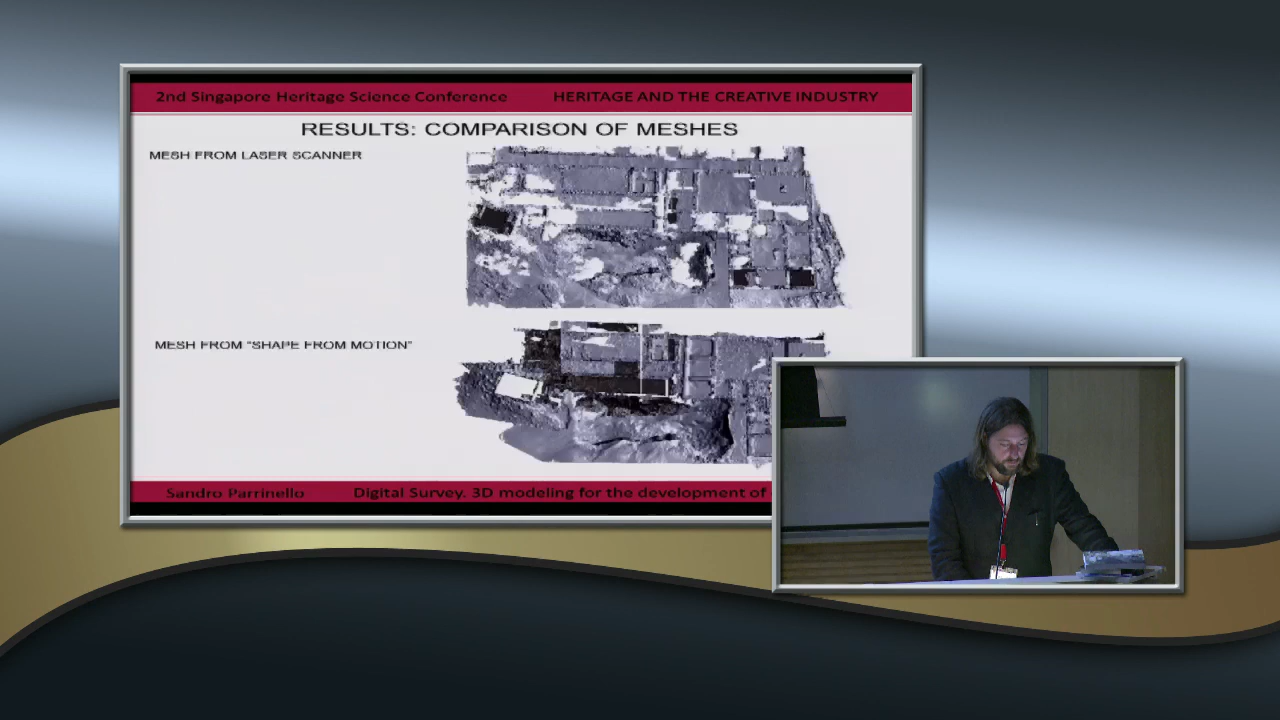 2nd Singapore Heritage Science Conference HERITAGE AND THE CREATIVE INDUSTRY
RESULTS: COMPARISON OF MESHES
MESH FROM LASER SCANNER
MESH FROM "SHAPE FROM MOTION"
Sandro Parrinello Digital Survey. 3D modeling for the development of